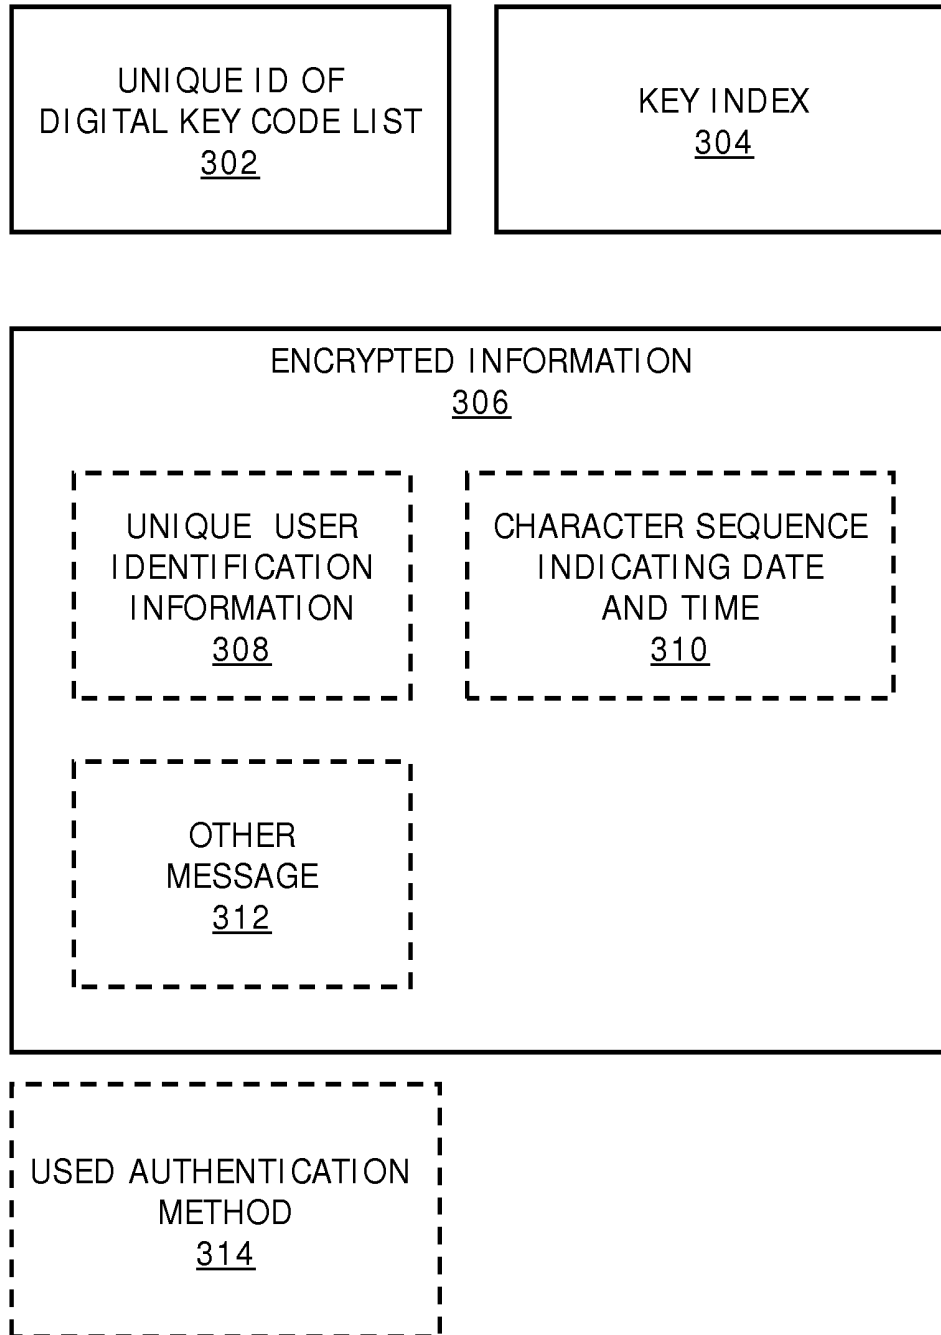 UNIQUE ID OF
DIGITAL KEY CODE LIST
302
KEY INDEX
304
ENCRYPTED INFORMATION
306
UNIQUE USER
IDENTIFICATION
INFORMATION
308
CHARACTER SEQUENCE
INDICATING DATE
AND TIME
310
OTHER
MESSAGE
312
USED AUTHENTICATION
METHOD
314